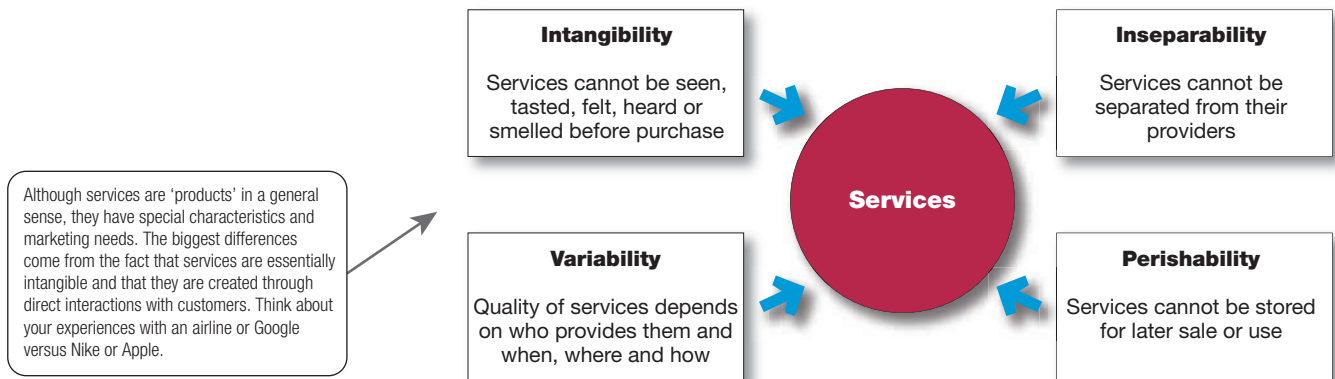 Intangibility
Services cannot be seen,
tasted, felt, heard or
smelled before purchase
Inseparability
Services cannot be
separated from their
providers
Although services are ‘products’ in a general
sense, they have special characteristics and
marketing needs. The biggest differences
come from the fact that services are essentially
intangible and that they are created through
direct interactions with customers. Think about
your experiences with an airline or Google
versus Nike or Apple.
Services
Variability
Quality of services depends
on who provides them and
when, where and how
Perishability
Services cannot be stored
for later sale or use